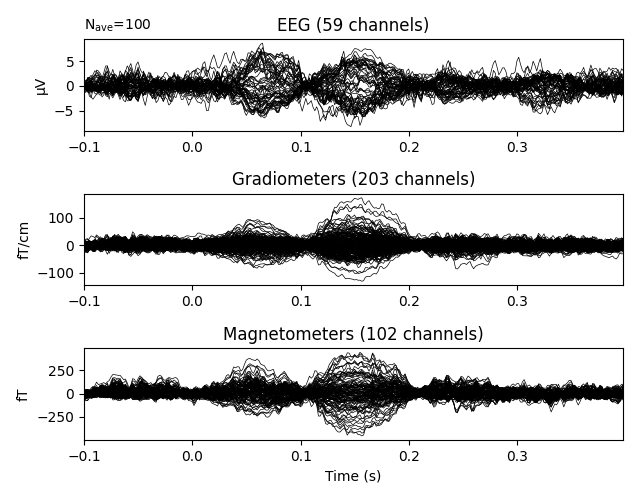 N_ave=100
EEG (59 channels)
5
0
−5
µV
−0.1 0.0 0.1 0.2 0.3
Gradiometers (203 channels)
100
0
−100
fT/cm
−0.1 0.0 0.1 0.2 0.3
Magnetometers (102 channels)
250
0
−250
fT
−0.1 0.0 0.1 0.2 0.3
Time (s)